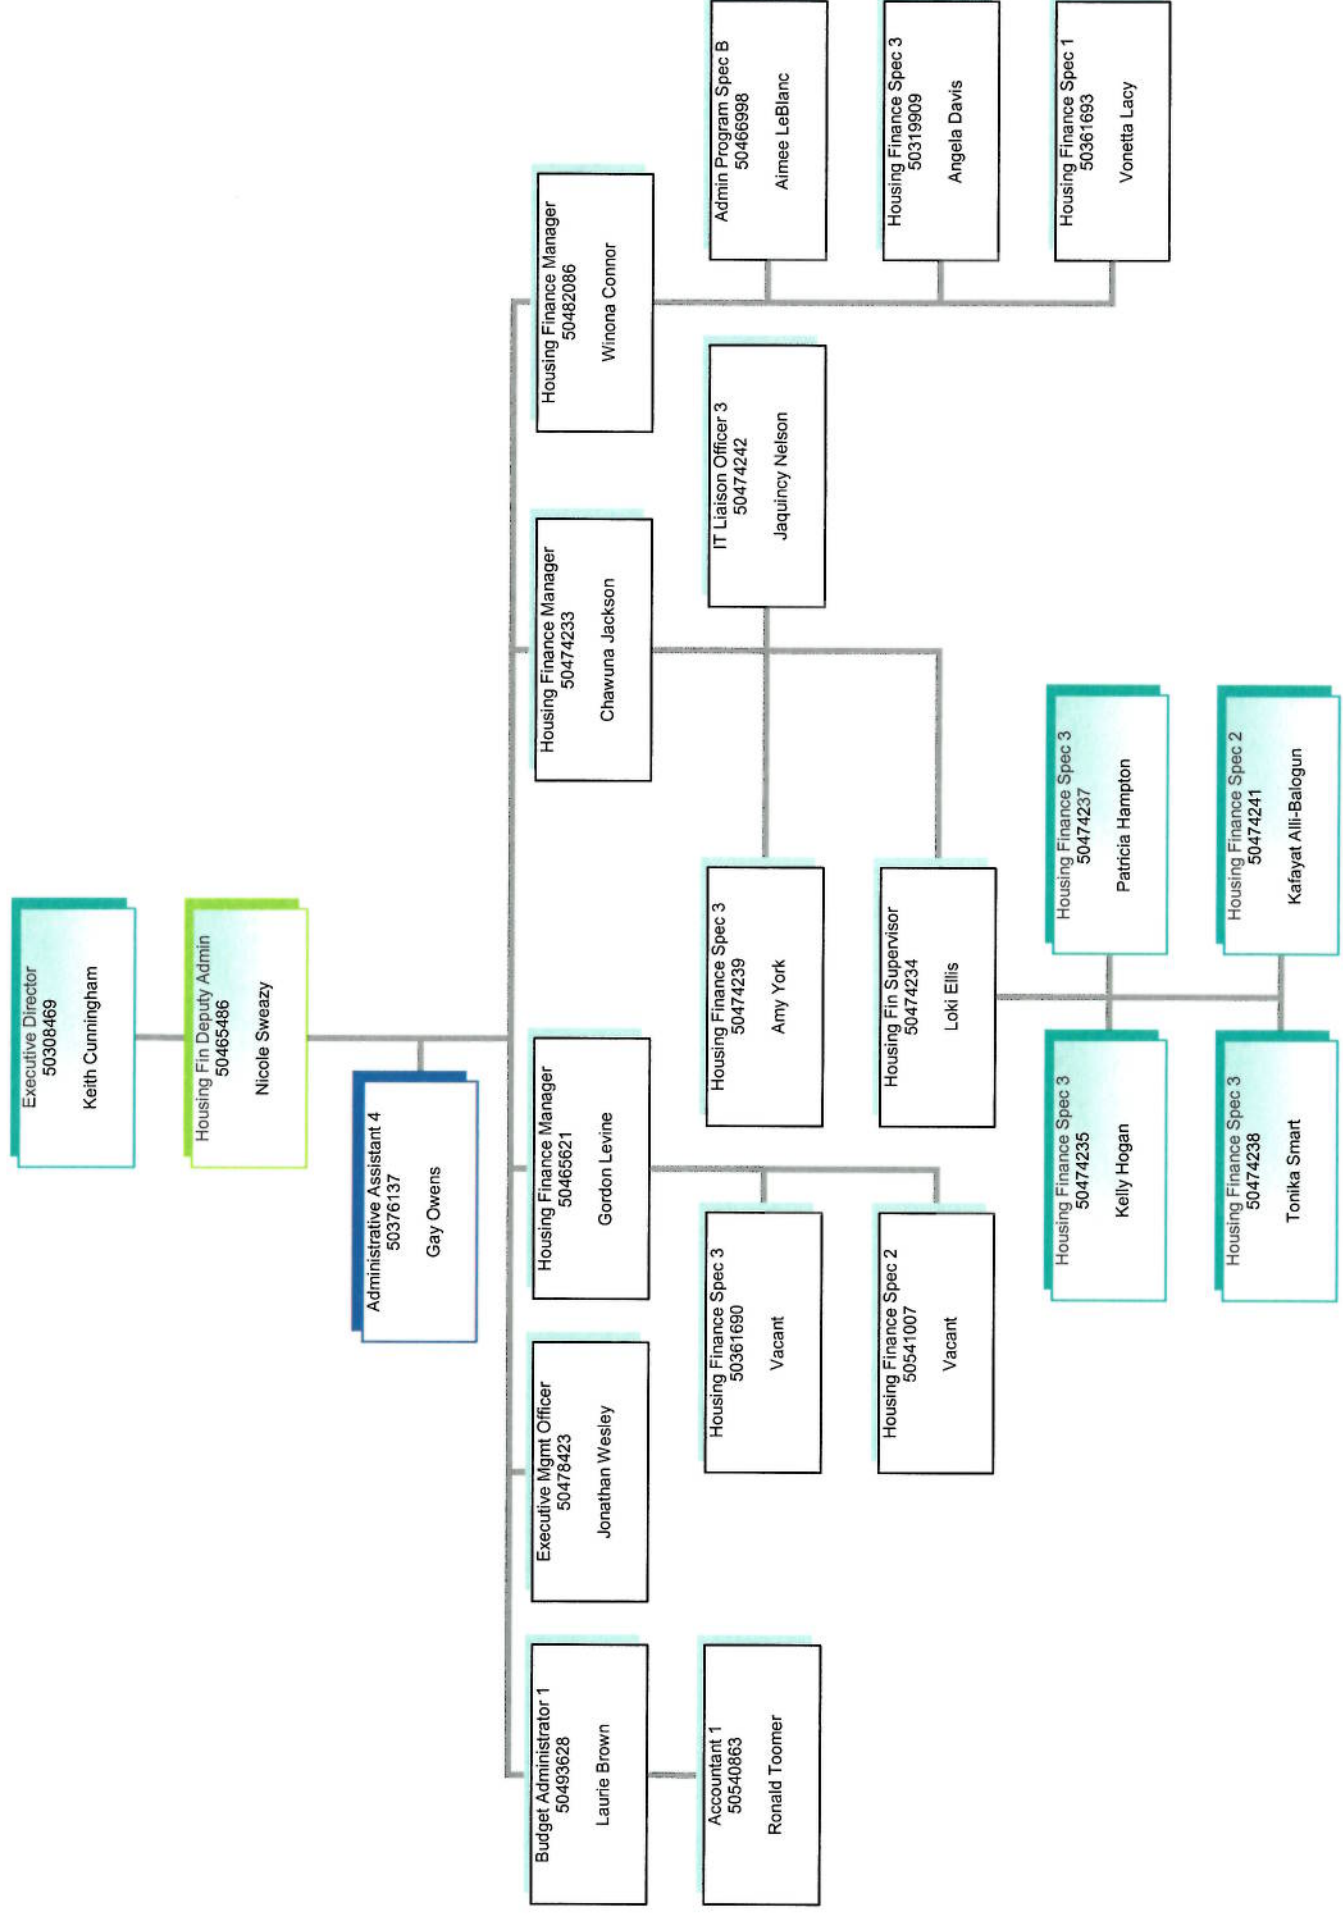 Executive Director
50308469
Keith Cunningham
Housing Fin Deputy Admin
50465486
Nicole Sweazy
Administrative Assistant 4
50376137
Gay Owens
Budget Administrator 1
50493628
Laurie Brown
Executive Mgmt Officer
50478423
Jonathan Wesley
Housing Finance Manager
50465621
Gordon Levine
Housing Finance Manager
50474233
Chawuna Jackson
Housing Finance Manager
50482086
Winona Connor
Accountant 1
50540863
Ronald Toomer
Housing Finance Spec 3
50361690
Vacant
Housing Finance Spec 3
50474239
Amy York
IT Liaison Officer 3
50474242
Jaquincy Nelson
Admin Program Spec B
50466998
Aimee LeBlanc
Housing Finance Spec 2
50541007
Vacant
Housing Fin Supervisor
50474234
Loki Ellis
Housing Finance Spec 3
50319909
Angela Davis
Housing Finance Spec 3
50474235
Kelly Hogan
Housing Finance Spec 3
50474237
Patricia Hampton
Housing Finance Spec 1
50361693
Vonetta Lacy
Housing Finance Spec 3
50474238
Tonika Smart
Housing Finance Spec 2
50474241
Kafayat Alli-Balogun